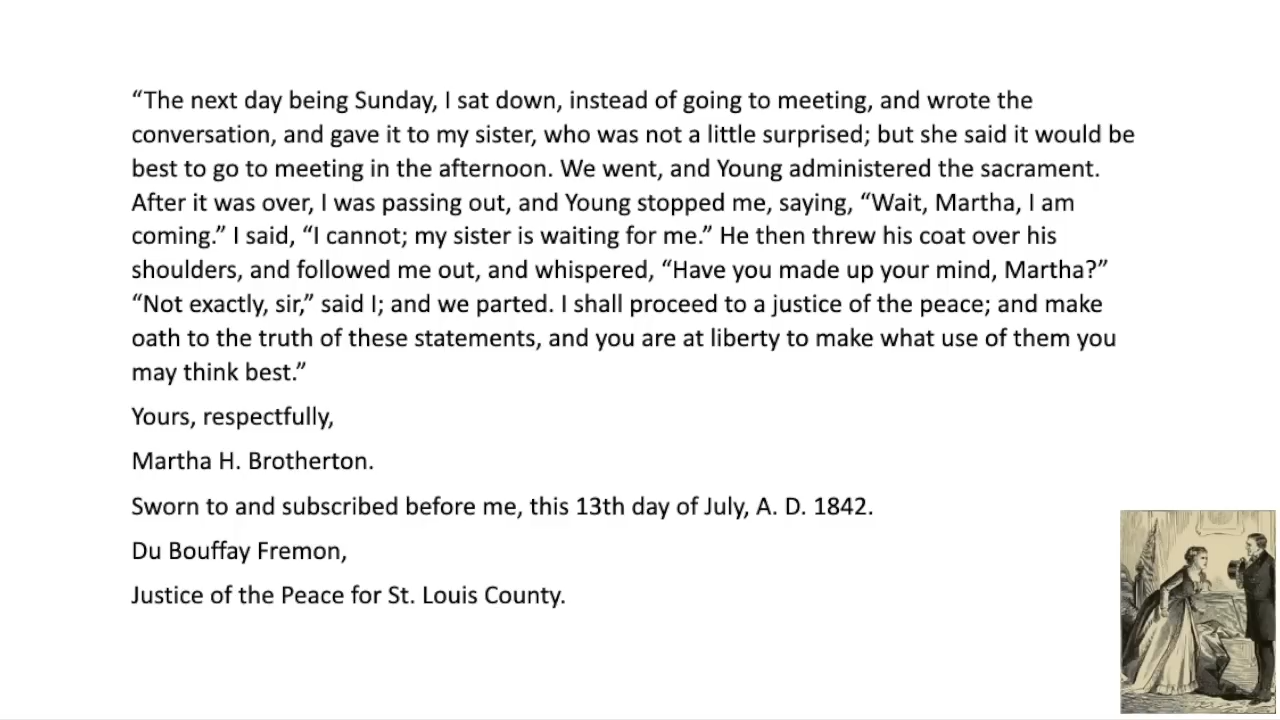 “The next day being Sunday, I sat down, instead of going to meeting, and wrote the
conversation, and gave it to my sister, who was not a little surprised; but she said it would be
best to go to meeting in the afternoon. We went, and Young administered the sacrament.
After it was over, I was passing out, and Young stopped me, saying, “Wait, Martha, I am
coming.” I said, “I cannot; my sister is waiting for me.” He then threw his coat over his
shoulders, and followed me out, and whispered, “Have you made up your mind, Martha?”
“Not exactly, sir,” said I; and we parted. I shall proceed to a justice of the peace; and make
oath to the truth of these statements, and you are at liberty to make what use of them you
may think best.”
Yours, respectfully,
Martha H. Brotherton.
Sworn to and subscribed before me, this 13th day of July, A. D. 1842.
Du Bouffay Fremon,
Justice of the Peace for St. Louis County.